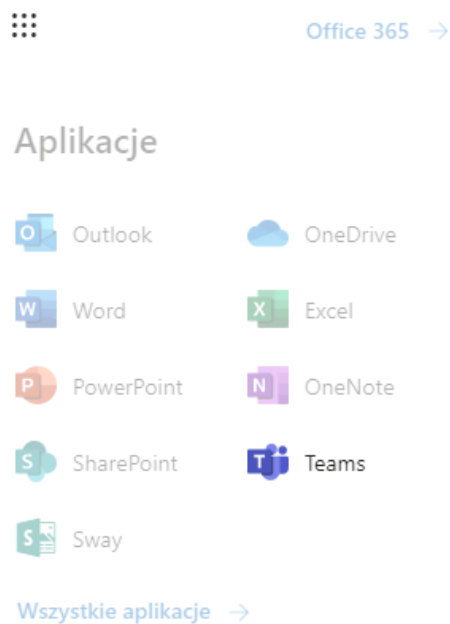 Office 365
Aplikacje
Outlook
OneDrive
Word
Excel
PowerPoint
OneNote
SharePoint
Teams
Sway
Wszystkie aplikacje